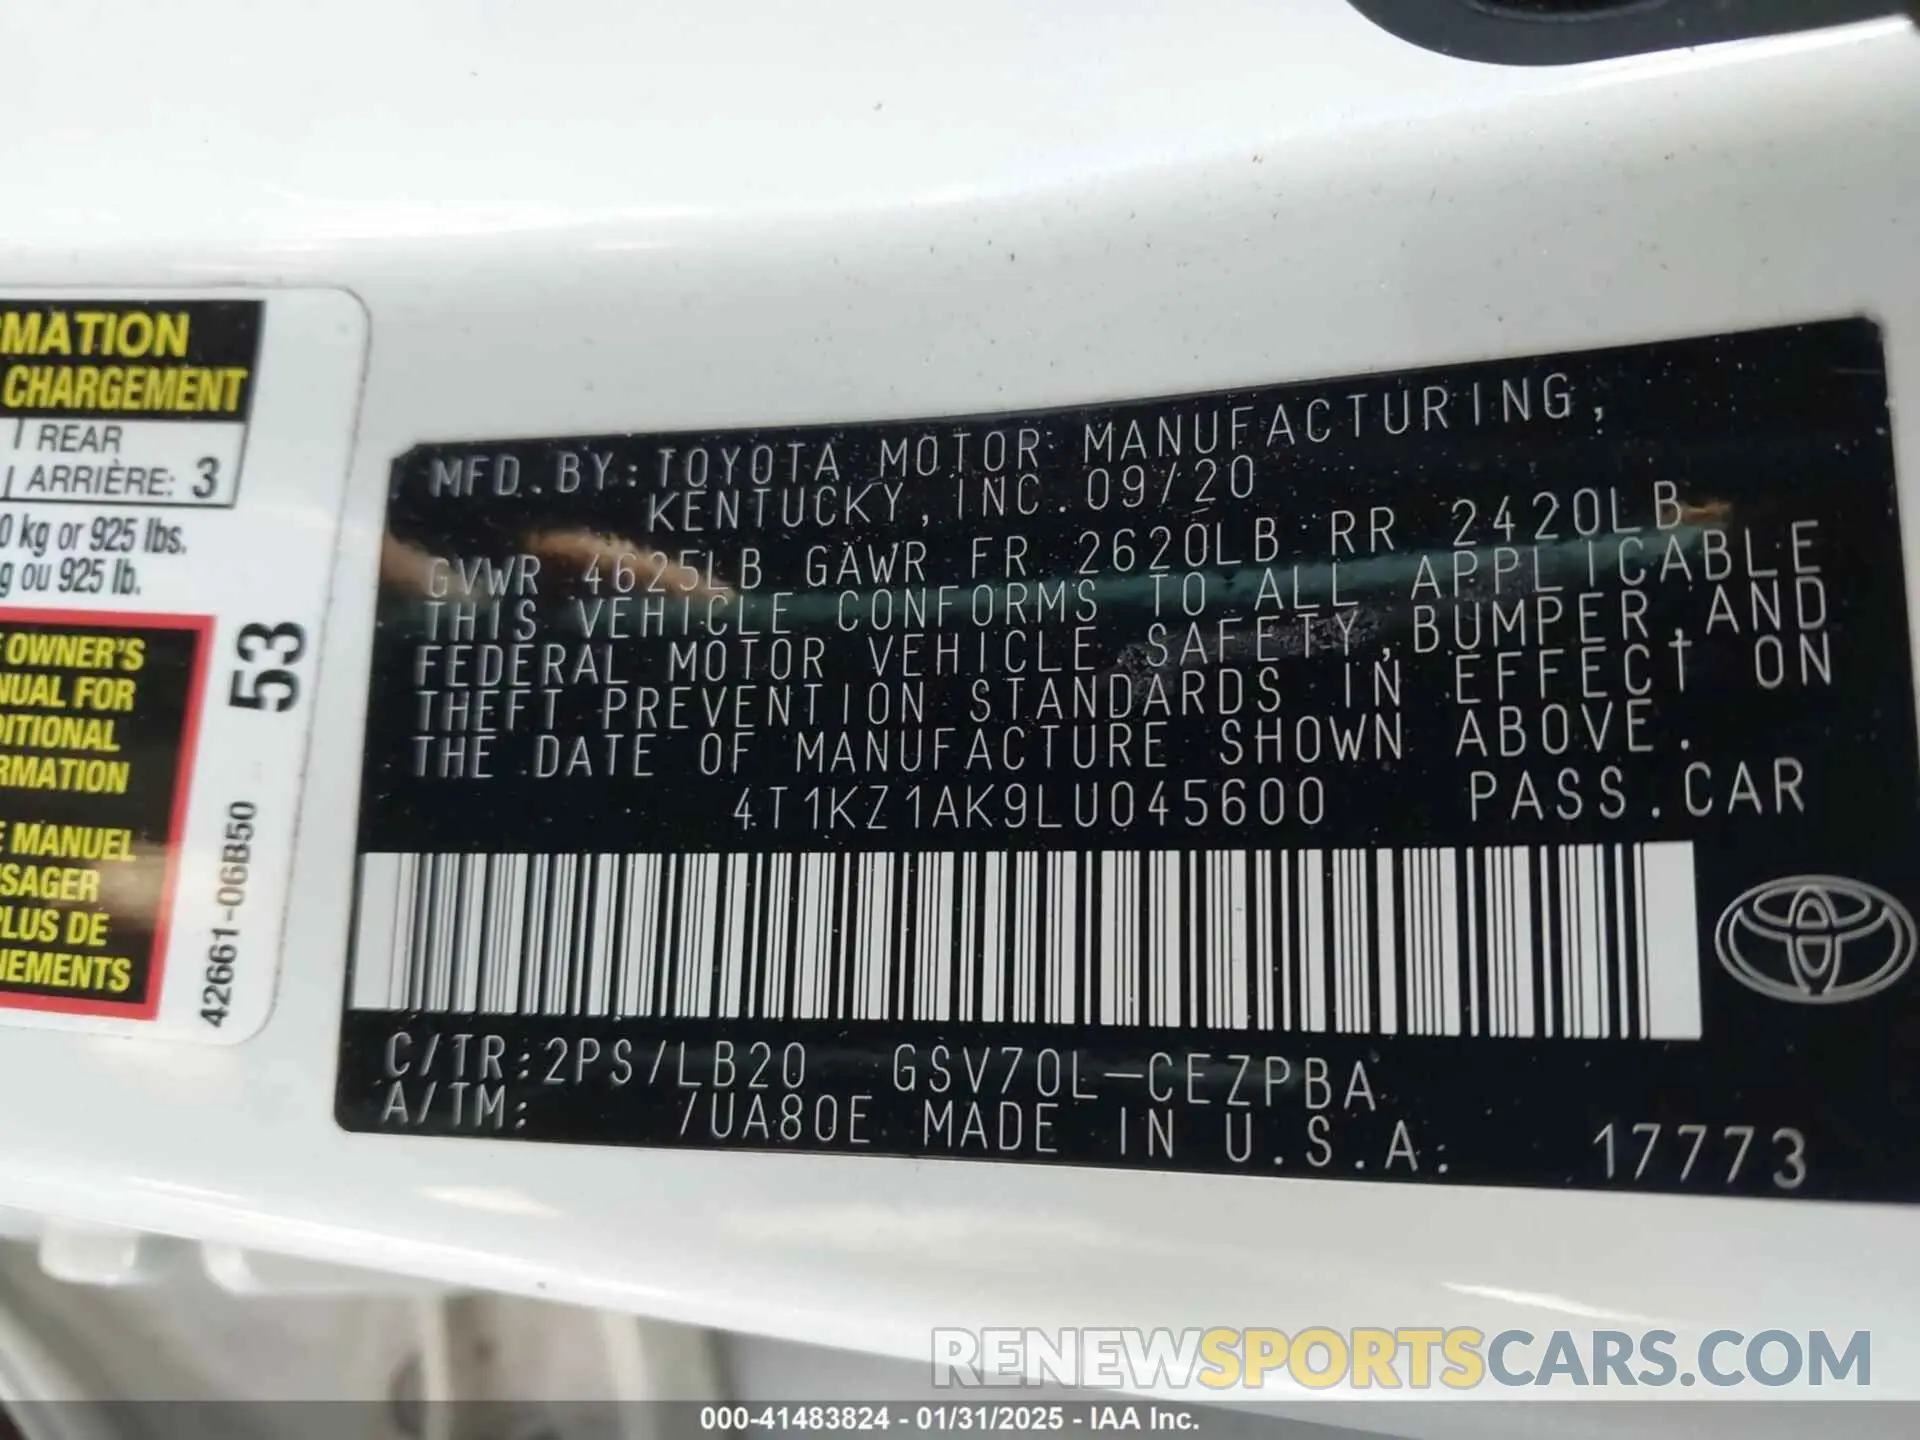 MATION
CHARGEMENT
REAR
ARRIÈRE: 3
0 kg or 925 lbs.
g ou 925 lb.
OWNER'S
NUAL FOR
DITIONAL
RMATION
E MANUEL
SAGER
PLUS DE
NEMENTS
53
42661-06B50
MFD. BY: TOYOTA MOTOR MANUFACTURING,
KENTUCKY, INC. 09/20
GVWR 4625LB GAWR FR 2620LB RR 2420LB
THIS VEHICLE CONFORMS TO ALL APPLICABLE
FEDERAL MOTOR VEHICLE SAFETY, BUMPER, AND
THEFT PREVENTION STANDARDS IN EFFECT ON
THE DATE OF MANUFACTURE SHOWN ABOVE.
4T1KZ1AK9LU045600 PASS.CAR
C/TR:2PS/LB20 GSV70L-CEZPBA
A/TM: /UA80E MADE IN U.S.A. 17773
RENEWSPORTSCARS.COM
000-41483824 - 01/31/2025 - IAA Inc.